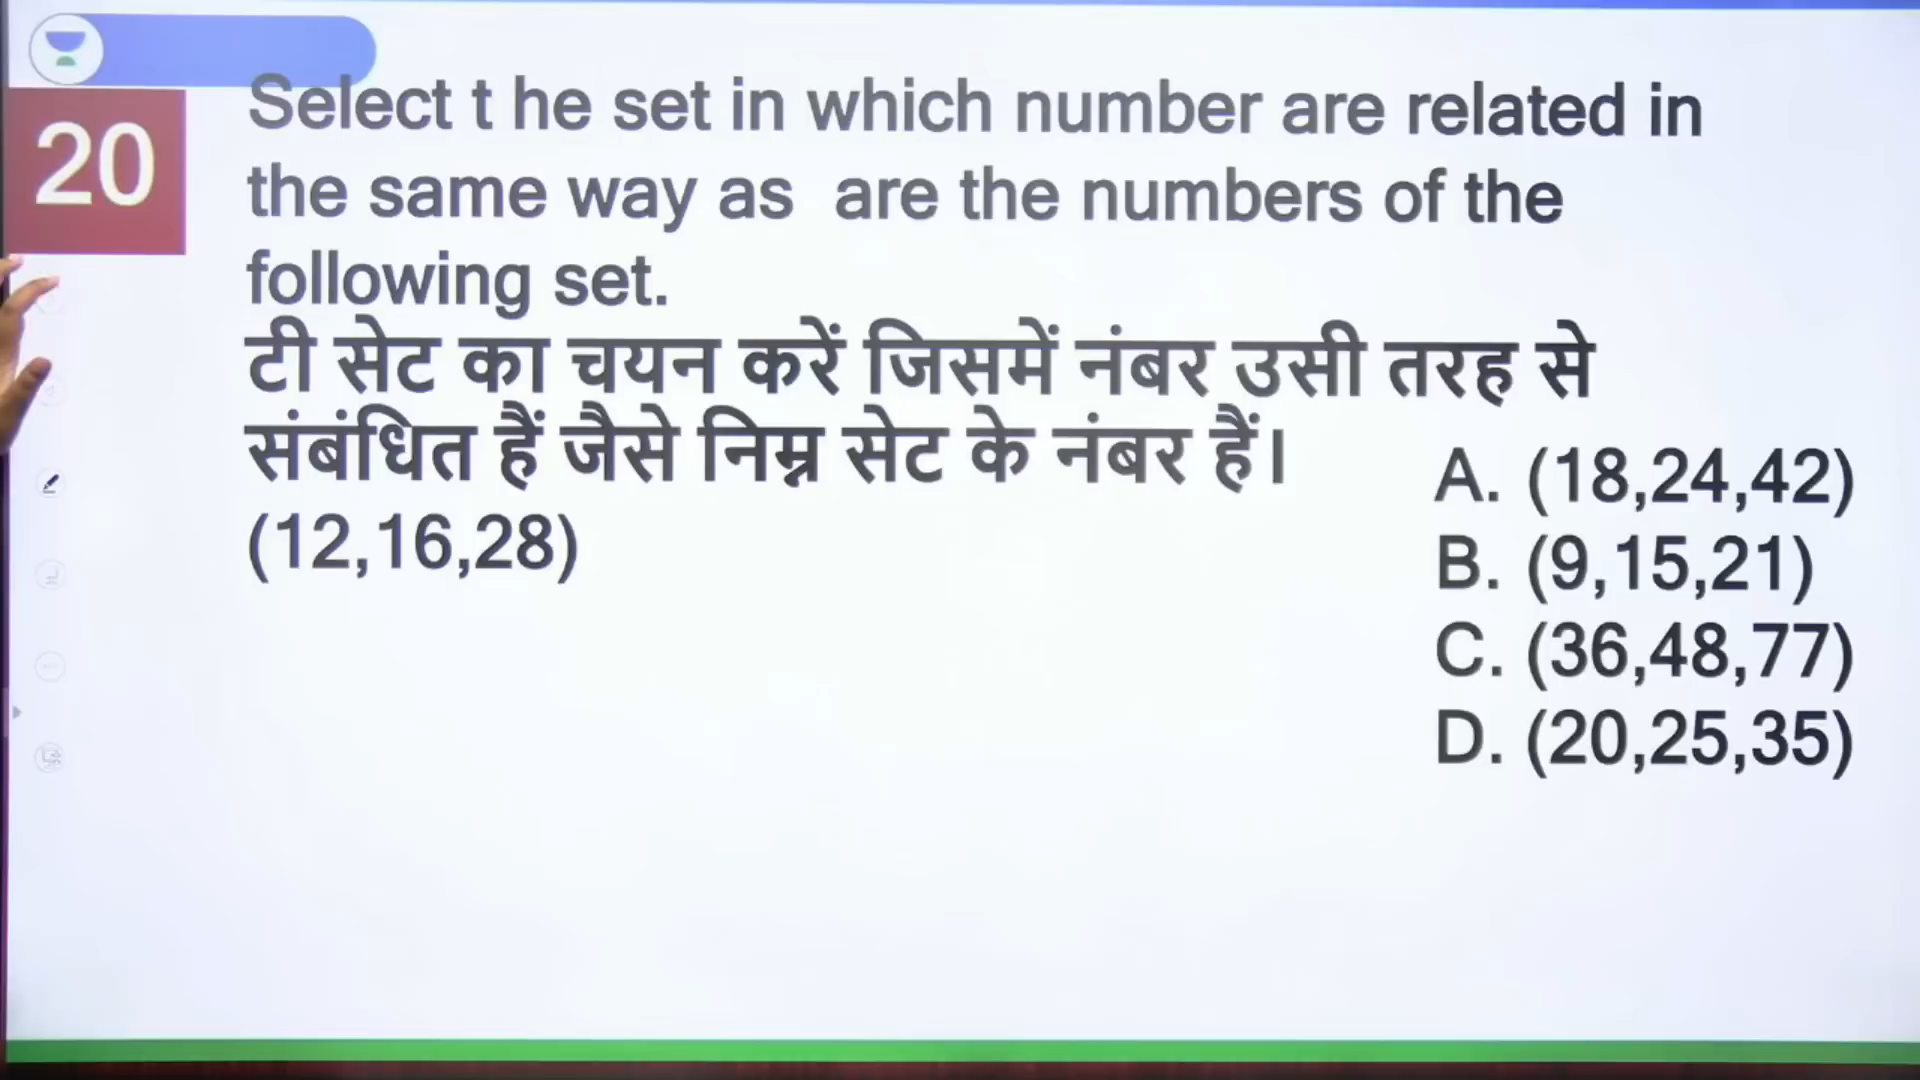 20
Select t he set in which number are related in
the same way as are the numbers of the
following set.
टी सेट का चयन करें जिसमें नंबर उसी तरह से
संबंधित हैं जैसे निम्न सेट के नंबर हैं।
(12,16,28)
A. (18,24,42)
B. (9,15,21)
C. (36,48,77)
D. (20,25,35)